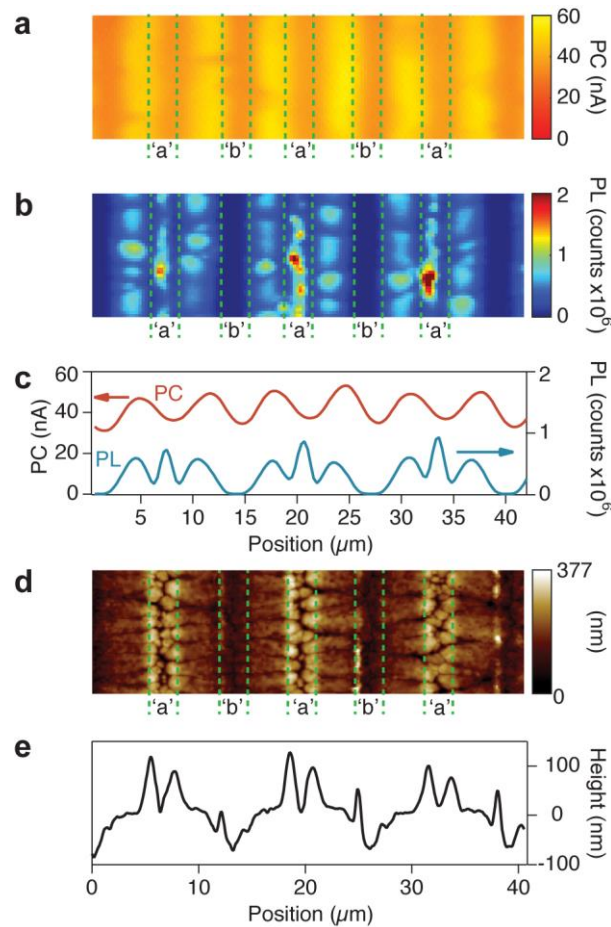 a
60
40
20
0
PC (nA)
'a' 'b' 'a' 'b' 'a'
b
2
1
0
PL (counts x10⁶)
'a' 'b' 'a' 'b' 'a'
c
60
40
20
0
PC (nA)
PC
PL
2
1
0
PL (counts x10⁶)
5 10 15 20 25 30 35 40
Position (µm)
d
377
(nm)
0
'a' 'b' 'a' 'b' 'a'
e
100
0
-100
Height (nm)
0 10 20 30 40
Position (µm)